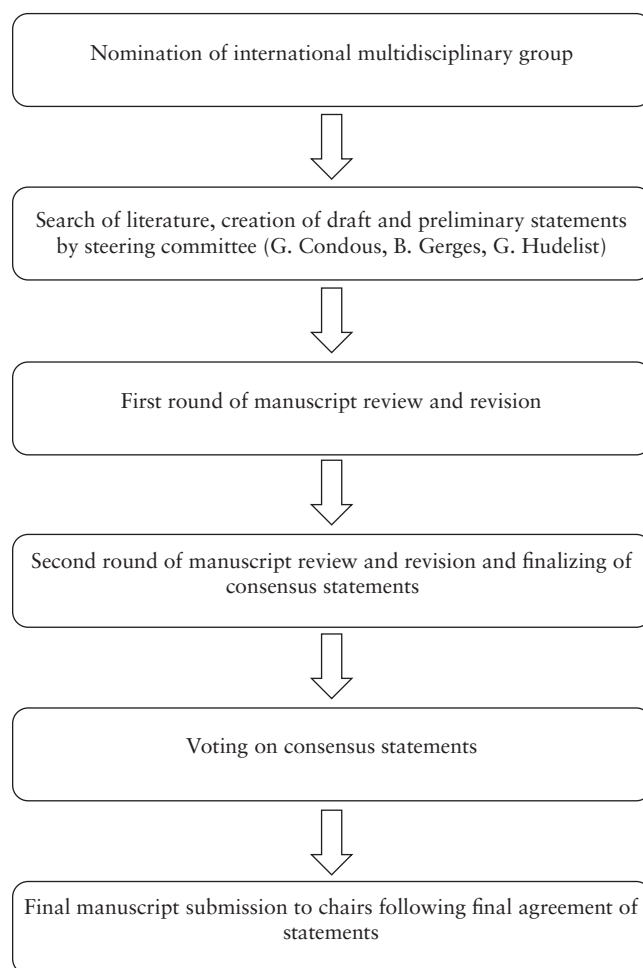 Nomination of international multidisciplinary group
Search of literature, creation of draft and preliminary statements
by steering committee (G. Condous, B. Gerges, G. Hudelist)
First round of manuscript review and revision
Second round of manuscript review and revision and finalizing of
consensus statements
Voting on consensus statements
Final manuscript submission to chairs following final agreement of
statements